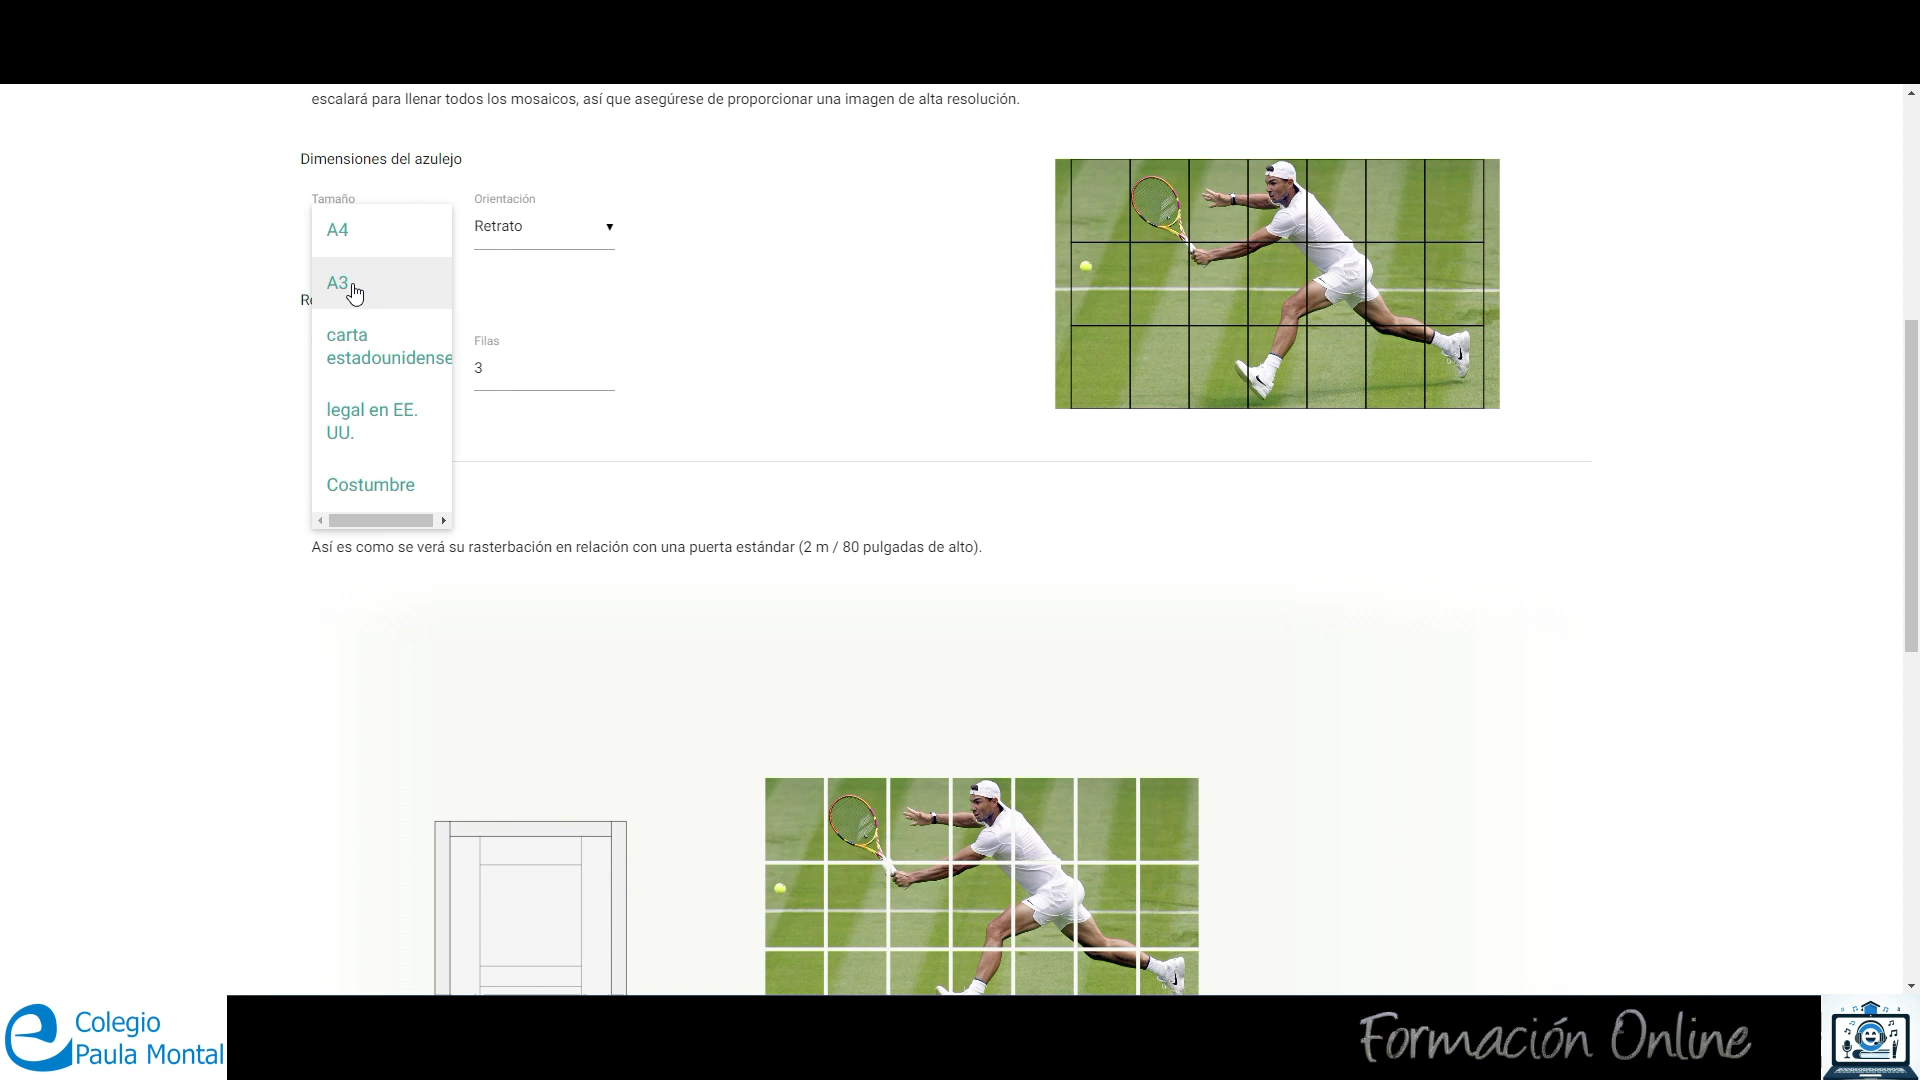 escalará para llenar todos los mosaicos, así que asegúrese de proporcionar una imagen de alta resolución.
Dimensiones del azulejo
Tamaño
Orientación
A4
Retrato
A3
Filas
3
carta
estadounidense
legal en EE.
UU.
Costumbre
Así es como se verá su rasterbación en relación con una puerta estándar (2 m / 80 pulgadas de alto).
Colegio
Paula Montal
Formación Online